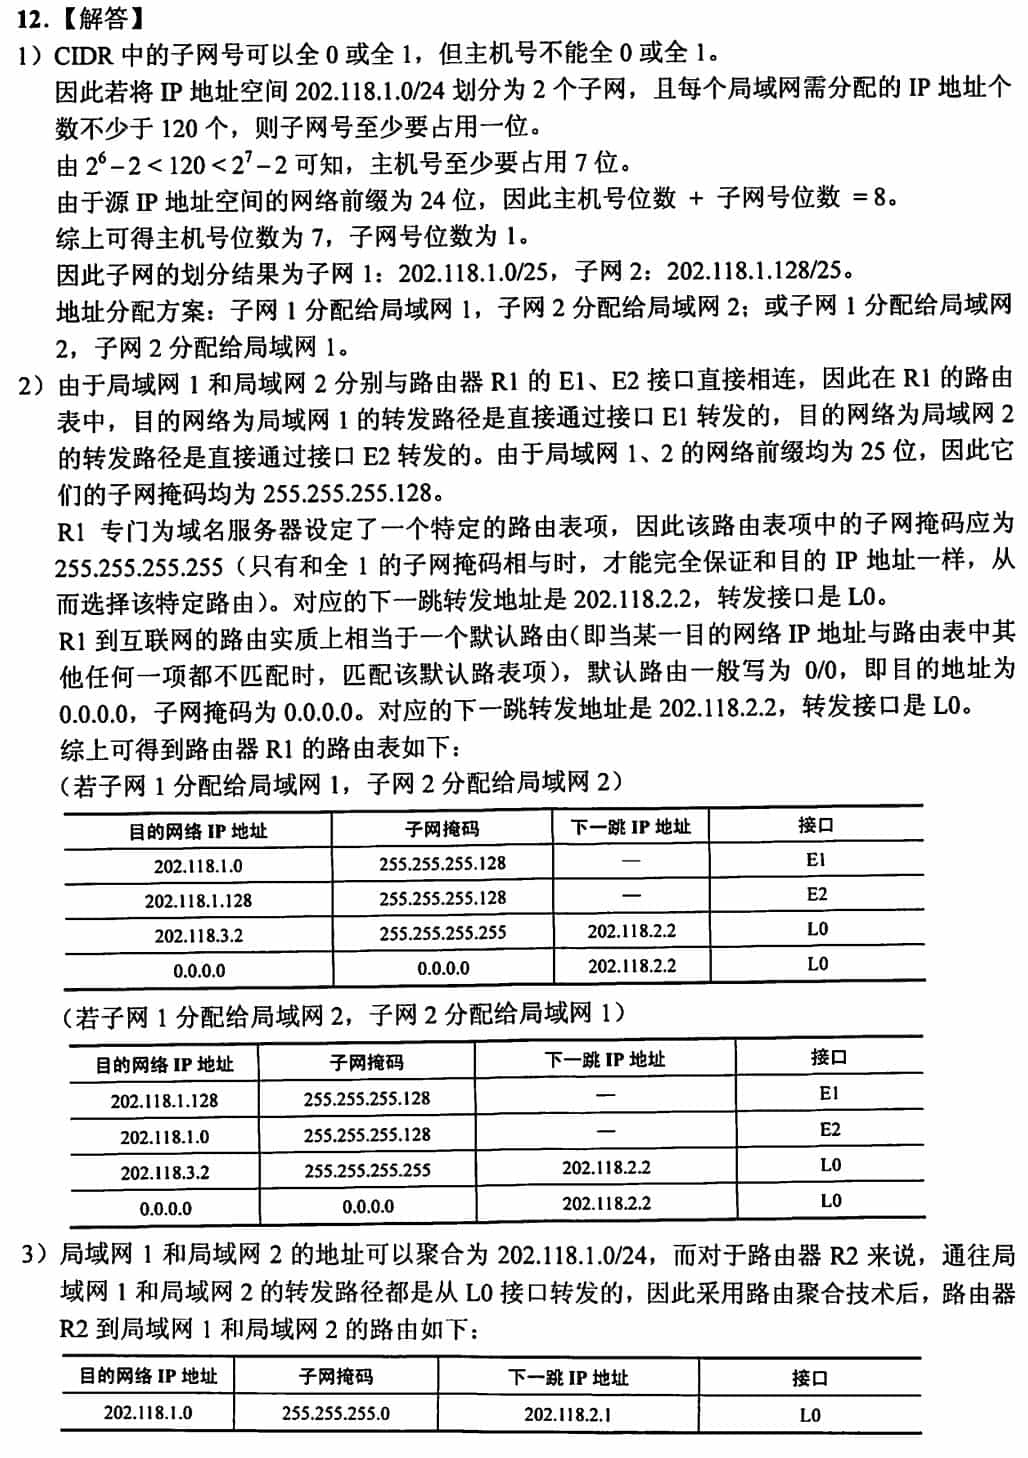 12.【解答】
1）CIDR 中的子网号可以全 0 或全 1，但主机号不能全 0 或全 1。
因此若将 IP 地址空间 202.118.1.0/24 划分为 2 个子网，且每个局域网需分配的 IP 地址个
数不少于 120 个，则子网号至少要占用一位。
由 2⁶－2＜120＜2⁷－2 可知，主机号至少要占用 7 位。
由于源 IP 地址空间的网络前缀为 24 位，因此主机号位数 + 子网号位数 = 8。
综上可得主机号位数为 7，子网号位数为 1。
因此子网的划分结果为子网 1：202.118.1.0/25，子网 2：202.118.1.128/25。
地址分配方案：子网 1 分配给局域网 1，子网 2 分配给局域网 2；或子网 1 分配给局域网
2，子网 2 分配给局域网 1。
2）由于局域网 1 和局域网 2 分别与路由器 R1 的 E1、E2 接口直接相连，因此在 R1 的路由
表中，目的网络为局域网 1 的转发路径是直接通过接口 E1 转发的，目的网络为局域网 2
的转发路径是直接通过接口 E2 转发的。由于局域网 1、2 的网络前缀均为 25 位，因此它
们的子网掩码均为 255.255.255.128。
R1 专门为域名服务器设定了一个特定的路由表项，因此该路由表项中的子网掩码应为
255.255.255.255（只有和全 1 的子网掩码相与时，才能完全保证和目的 IP 地址一样，从
而选择该特定路由）。对应的下一跳转发地址是 202.118.2.2，转发接口是 L0。
R1 到互联网的路由实质上相当于一个默认路由（即当某一目的网络 IP 地址与路由表中其
他任何一项都不匹配时，匹配该默认路表项），默认路由一般写为 0/0，即目的地址为
0.0.0.0，子网掩码为 0.0.0.0。对应的下一跳转发地址是 202.118.2.2，转发接口是 L0。
综上可得到路由器 R1 的路由表如下：
（若子网 1 分配给局域网 1，子网 2 分配给局域网 2）
目的网络 IP 地址 子网掩码 下一跳 IP 地址 接口
202.118.1.0 255.255.255.128 — E1
202.118.1.128 255.255.255.128 — E2
202.118.3.2 255.255.255.255 202.118.2.2 L0
0.0.0.0 0.0.0.0 202.118.2.2 L0
（若子网 1 分配给局域网 2，子网 2 分配给局域网 1）
目的网络 IP 地址 子网掩码 下一跳 IP 地址 接口
202.118.1.128 255.255.255.128 — E1
202.118.1.0 255.255.255.128 — E2
202.118.3.2 255.255.255.255 202.118.2.2 L0
0.0.0.0 0.0.0.0 202.118.2.2 L0
3）局域网 1 和局域网 2 的地址可以聚合为 202.118.1.0/24，而对于路由器 R2 来说，通往局
域网 1 和局域网 2 的转发路径都是从 L0 接口转发的，因此采用路由聚合技术后，路由器
R2 到局域网 1 和局域网 2 的路由如下：
目的网络 IP 地址 子网掩码 下一跳 IP 地址 接口
202.118.1.0 255.255.255.0 202.118.2.1 L0